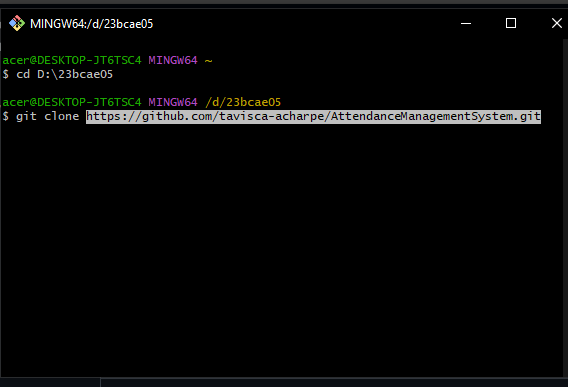 MINGW64:/d/23bcae05
acer@DESKTOP-JT6TSC4 MINGW64 ~
$ cd D:\23bcae05
acer@DESKTOP-JT6TSC4 MINGW64 /d/23bcae05
$ git clone https://github.com/tavisca-acharpe/AttendanceManagementSystem.git